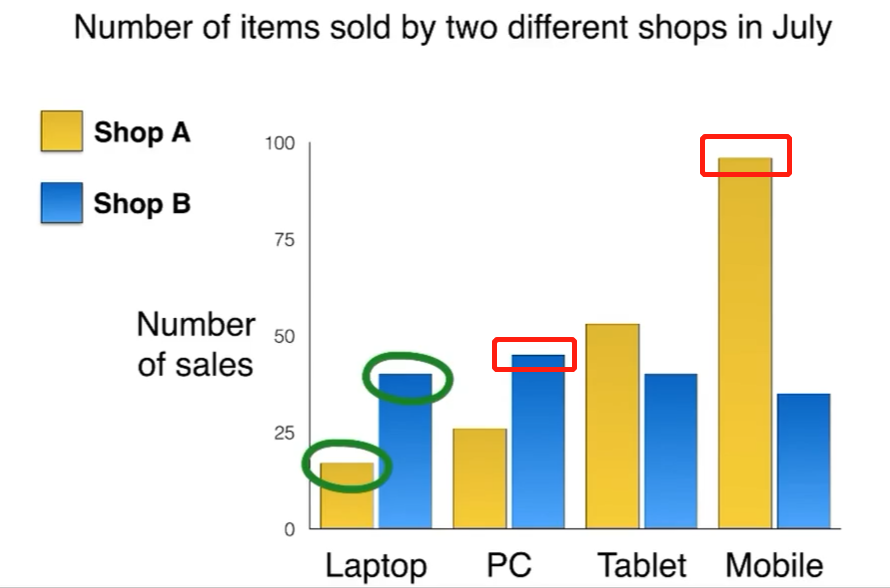 Number of items sold by two different shops in July
Shop A
Shop B
100
75
50
25
0
Number
of sales
Laptop
PC
Tablet
Mobile